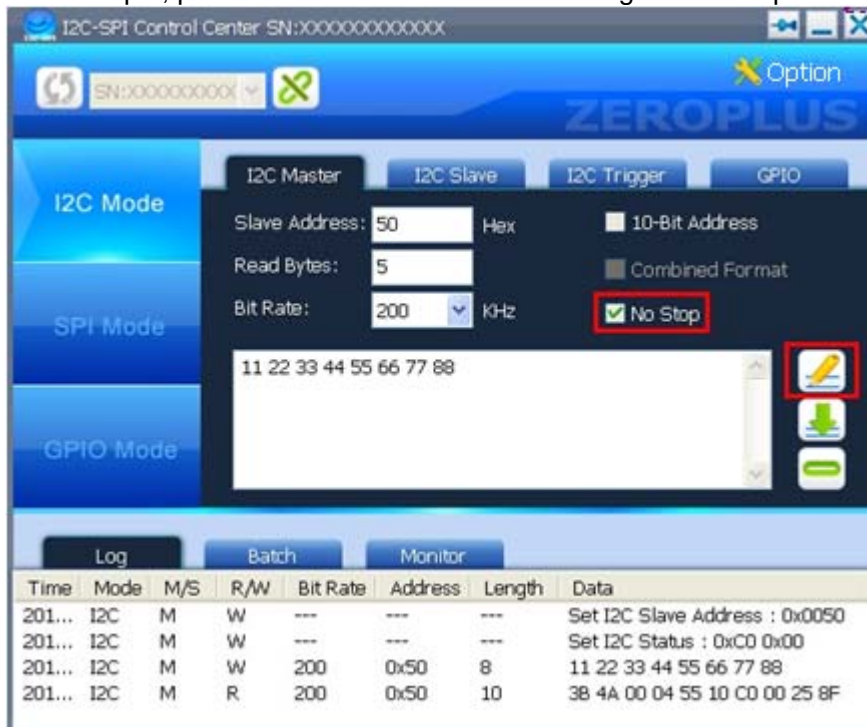 I2C-SPI Control Center SN:XXXXXXXXXXXX
SN:XXXXXXXXXX
Option
ZEROPLUS
I2C Mode
SPI Mode
GPIO Mode
I2C Master I2C Slave I2C Trigger GPIO
Slave Address: 50 Hex 10-Bit Address
Read Bytes: 5 Combined Format
Bit Rate: 200 KHz No Stop
11 22 33 44 55 66 77 88
Log Batch Monitor
Time Mode M/S R/W Bit Rate Address Length Data
201... I2C M W --- --- --- Set I2C Slave Address : 0x0050
201... I2C M W --- --- --- Set I2C Status : 0xC0 0x00
201... I2C M W 200 0x50 8 11 22 33 44 55 66 77 88
201... I2C M R 200 0x50 10 3B 4A 00 04 55 10 C0 00 25 8F